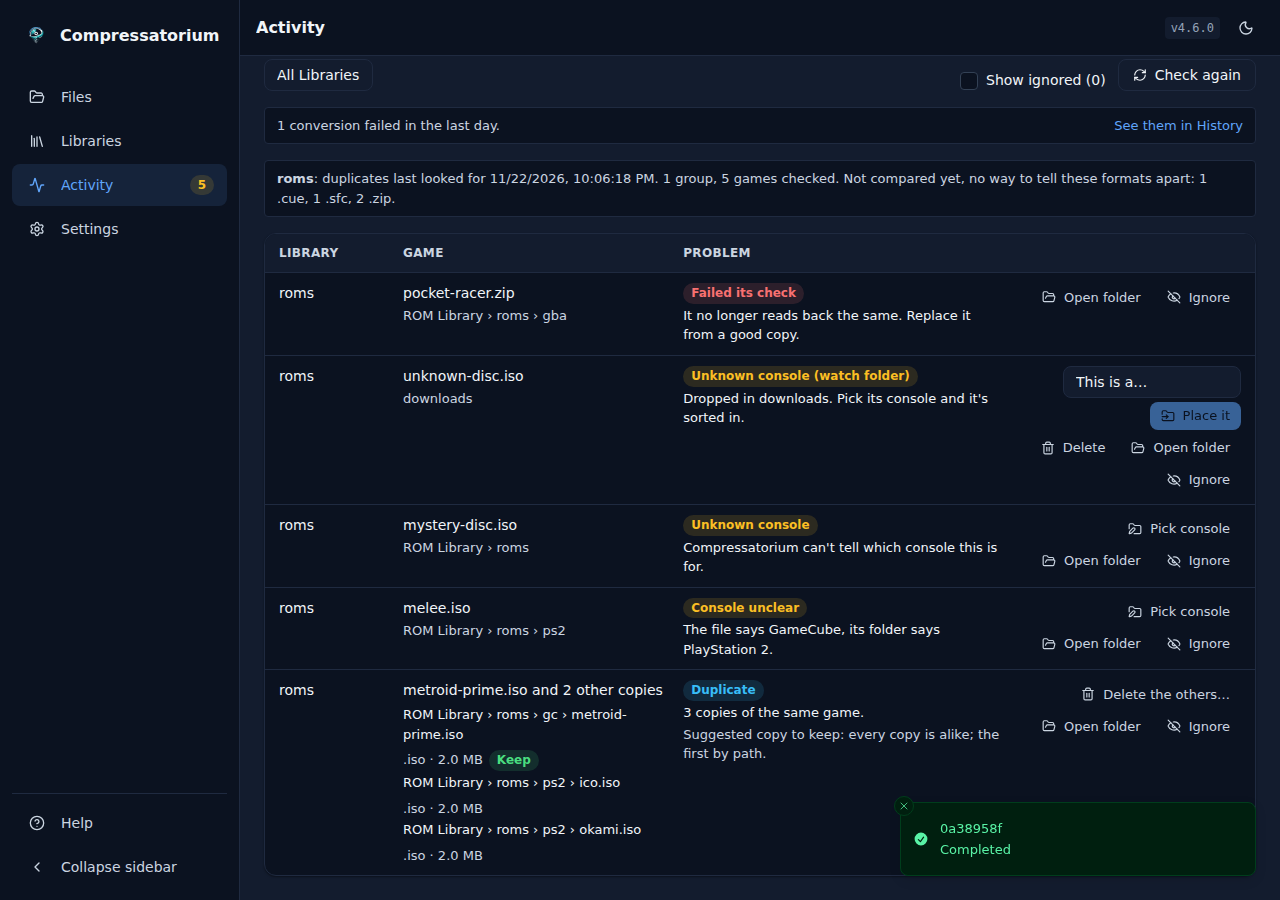 Compressatorium
Activity
v4.6.0
Files
Libraries
Activity
5
Settings
Help
Collapse sidebar
All Libraries
Show ignored (0)
Check again
1 conversion failed in the last day.
See them in History
roms: duplicates last looked for 11/22/2026, 10:06:18 PM. 1 group, 5 games checked. Not compared yet, no way to tell these formats apart: 1
.cue, 1 .sfc, 2 .zip.
LIBRARY
GAME
PROBLEM
roms
pocket-racer.zip
ROM Library › roms › gba
Failed its check
It no longer reads back the same. Replace it
from a good copy.
Open folder
Ignore
roms
unknown-disc.iso
downloads
Unknown console (watch folder)
Dropped in downloads. Pick its console and it's
sorted in.
This is a...
Place it
Delete
Open folder
Ignore
roms
mystery-disc.iso
ROM Library › roms
Unknown console
Compressatorium can't tell which console this is
for.
Pick console
Open folder
Ignore
roms
melee.iso
ROM Library › roms › ps2
Console unclear
The file says GameCube, its folder says
PlayStation 2.
Pick console
Open folder
Ignore
roms
metroid-prime.iso and 2 other copies
ROM Library › roms › gc › metroid-
prime.iso
.iso · 2.0 MB
Keep
ROM Library › roms › ps2 › ico.iso
.iso · 2.0 MB
ROM Library › roms › ps2 › okami.iso
.iso · 2.0 MB
Duplicate
3 copies of the same game.
Suggested copy to keep: every copy is alike; the
first by path.
Delete the others...
Open folder
Ignore
0a38958f
Completed